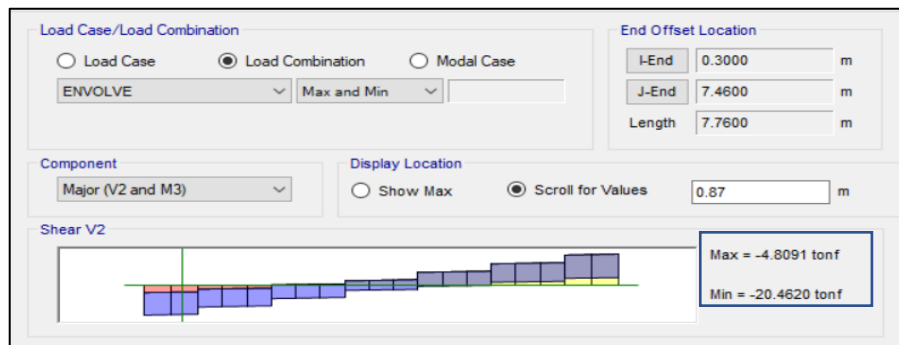 Load Case/Load Combination
Load Case Load Combination Modal Case
ENVOLVE Max and Min
End Offset Location
I-End 0.3000 m
J-End 7.4600 m
Length 7.7600 m
Component
Major (V2 and M3)
Display Location
Show Max Scroll for Values 0.87 m
Shear V2
Max = -4.8091 tonf
Min = -20.4620 tonf